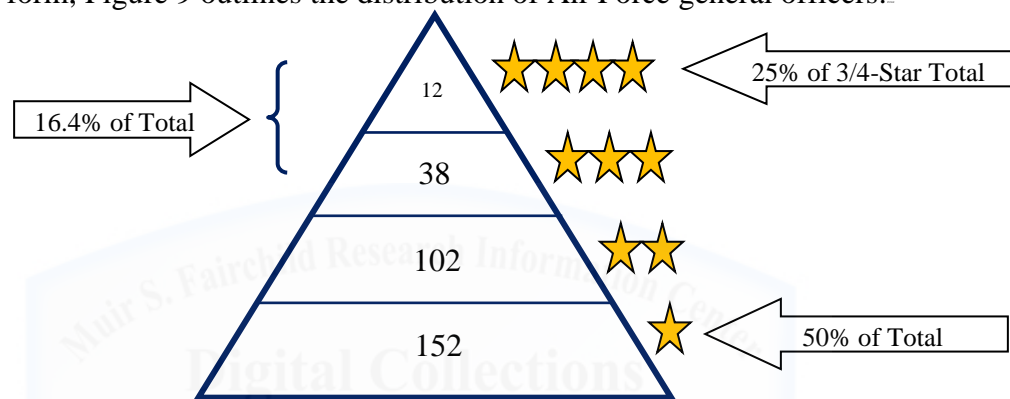 form, Figure 9 outlines the distribution of Air Force general officers.
12
25% of 3/4-Star Total
16.4% of Total
38
102
152
50% of Total
Muir S. Fairchild Research Information Center
Digital Collections